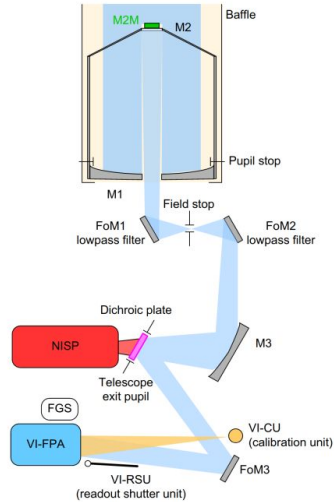 Baffle
M2M
M2
Pupil stop
M1
Field stop
FoM1
lowpass filter
FoM2
lowpass filter
Dichroic plate
NISP
M3
Telescope
exit pupil
FGS
VI-FPA
VI-CU
(calibration unit)
VI-RSU
(readout shutter unit)
FoM3